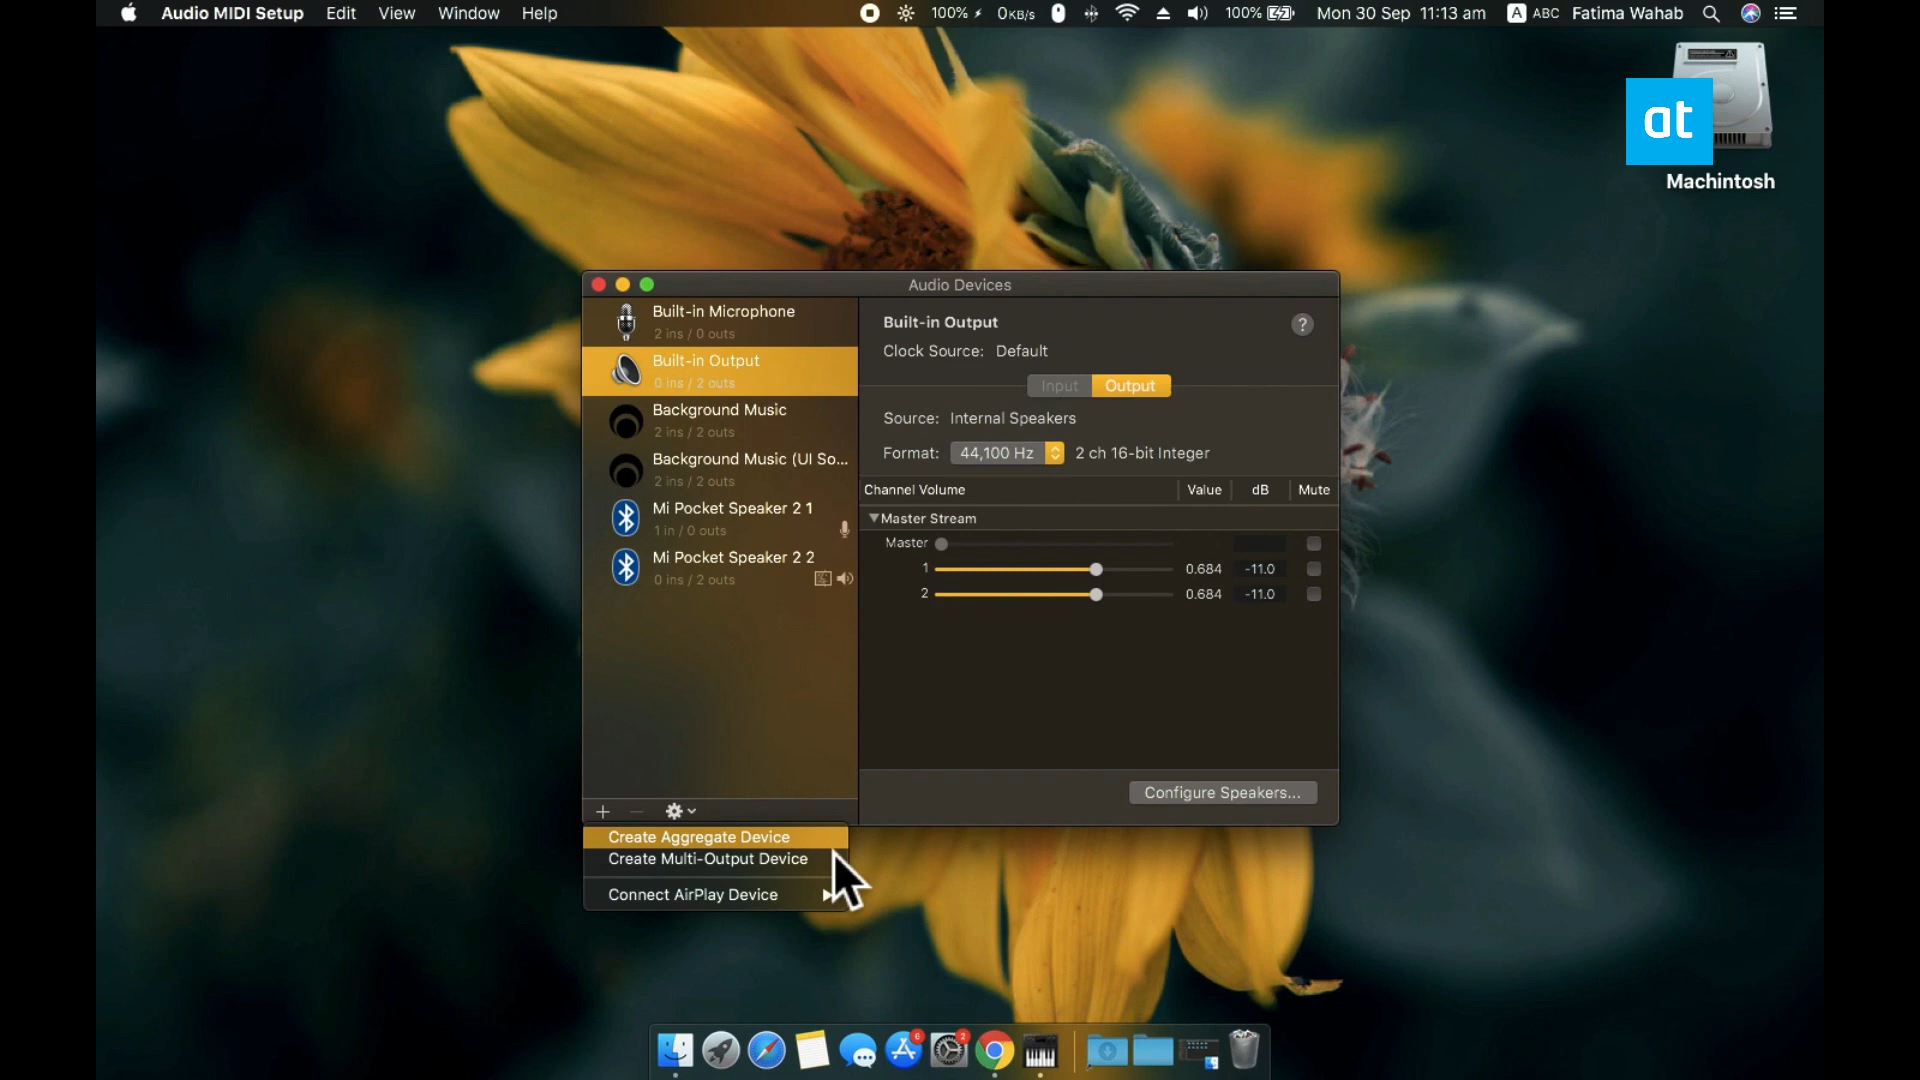 Audio MIDI Setup Edit View Window Help 100% 0KB/s 100% Mon 30 Sep 11:13 am A ABC Fatima Wahab
at
Machintosh
Audio Devices
Built-in Microphone
2 ins / 0 outs
Built-in Output
0 ins / 2 outs
Background Music
2 ins / 2 outs
Background Music (UI So...
2 ins / 2 outs
Mi Pocket Speaker 2 1
1 in / 0 outs
Mi Pocket Speaker 2 2
0 ins / 2 outs
Built-in Output
?
Clock Source: Default
Input Output
Source: Internal Speakers
Format: 44,100 Hz 2 ch 16-bit Integer
Channel Volume Value dB Mute
Master Stream
Master
1 0.684 -11.0
2 0.684 -11.0
Configure Speakers...
Create Aggregate Device
Create Multi-Output Device
Connect AirPlay Device
6
2